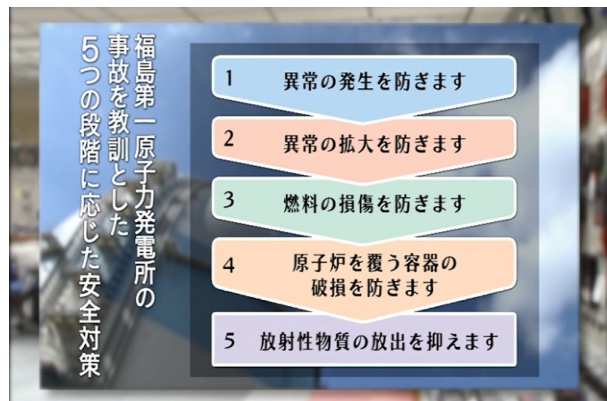 福島第一原子力発電所の
事故を教訓とした
5つの段階に応じた安全対策
1 異常の発生を防ぎます
2 異常の拡大を防ぎます
3 燃料の損傷を防ぎます
4 原子炉を覆う容器の
破損を防ぎます
5 放射性物質の放出を抑えます